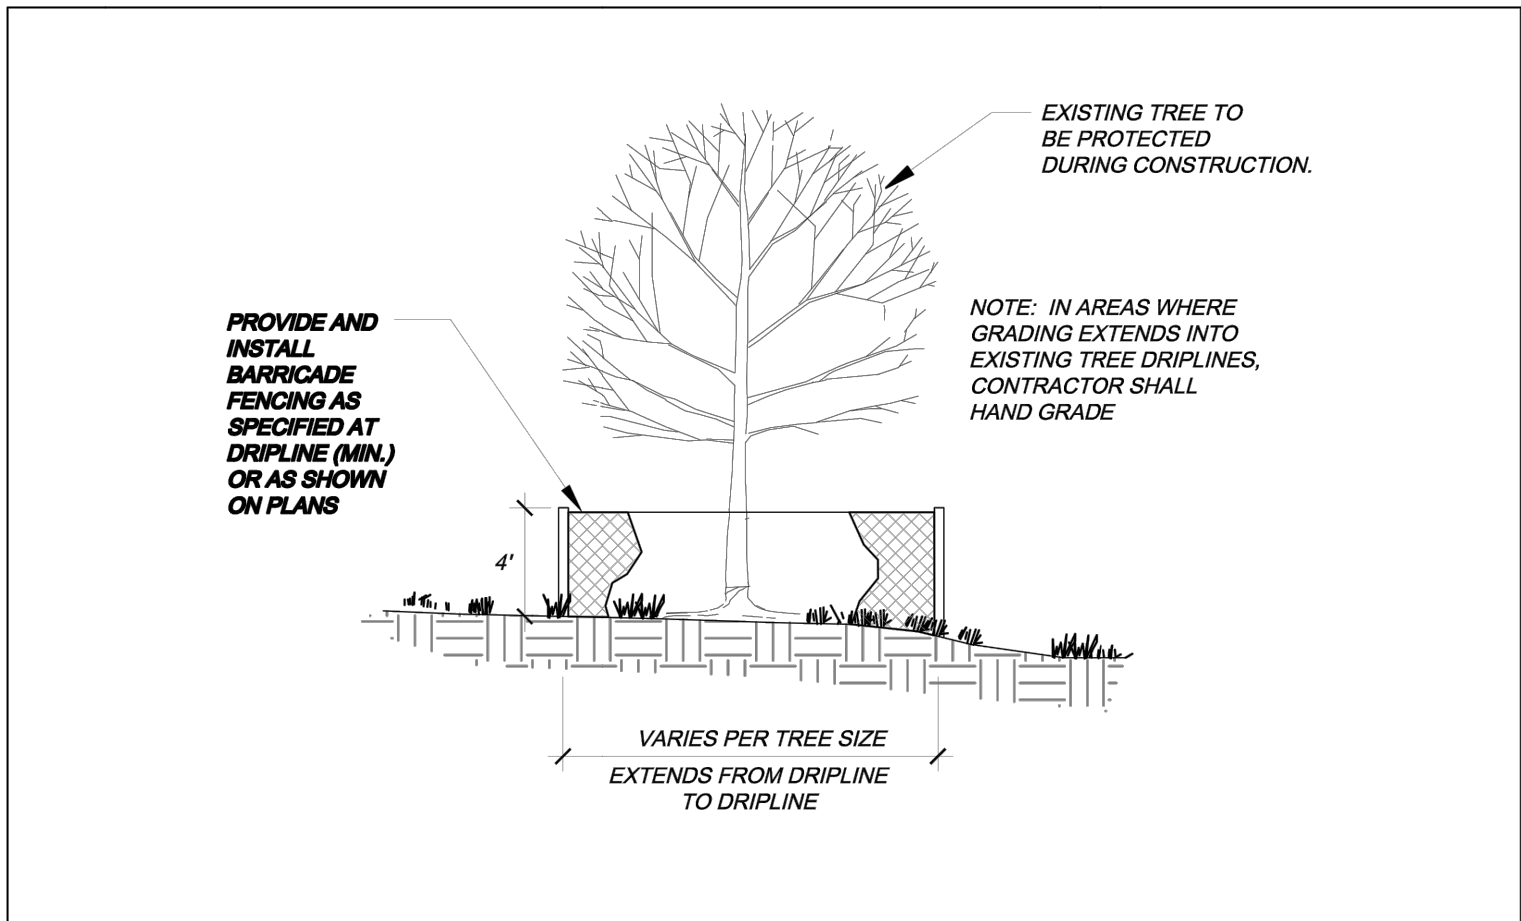 EXISTING TREE TO
BE PROTECTED
DURING CONSTRUCTION.
NOTE: IN AREAS WHERE
GRADING EXTENDS INTO
EXISTING TREE DRIPLINES,
CONTRACTOR SHALL
HAND GRADE
PROVIDE AND
INSTALL
BARRICADE
FENCING AS
SPECIFIED AT
DRIPLINE (MIN.)
OR AS SHOWN
ON PLANS
4'
VARIES PER TREE SIZE
EXTENDS FROM DRIPLINE
TO DRIPLINE